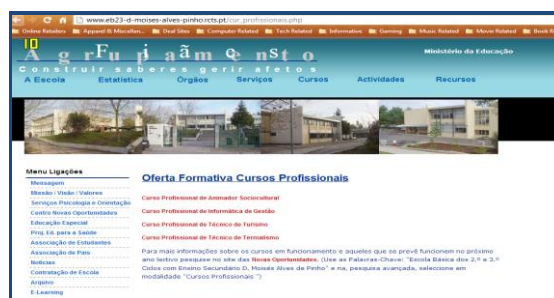 www.eb23-d-moises-alves-pinho.rcts.pt/cur_profissionais.php
Online Retailers Apparel & Miscellan... Deal Sites Computer Related Tech Related Informative Gaming Music Related Movie Related Book R
10
Ministério da Educação
Construir saberes gerir afetos
A Escola Estatística Órgãos Serviços Cursos Actividades Recursos
Menu Ligações
Mensagem
Missão / Visão / Valores
Serviços Psicologia e Orientação
Centro Novas Oportunidades
Educação Especial
Proj. Ed. para a Saúde
Associação de Estudantes
Associação de Pais
Notícias
Contratação de Escola
Arquivo
E-Learning
Oferta Formativa Cursos Profissionais
Curso Profissional de Animador Sociocultural
Curso Profissional de Informática de Gestão
Curso Profissional de Técnico de Turismo
Curso Profissional de Técnico de Termalismo
Para mais informações sobre os cursos em funcionamento e aqueles que se prevê funcionem no próximo
ano lectivo pesquise no site das Novas Oportunidades. (Use as Palavras-Chave: "Escola Básica dos 2.º e 3.º
Ciclos com Ensino Secundário D. Moisés Alves de Pinho" e na, pesquisa avançada, seleccione em
modalidade "Cursos Profissionais")